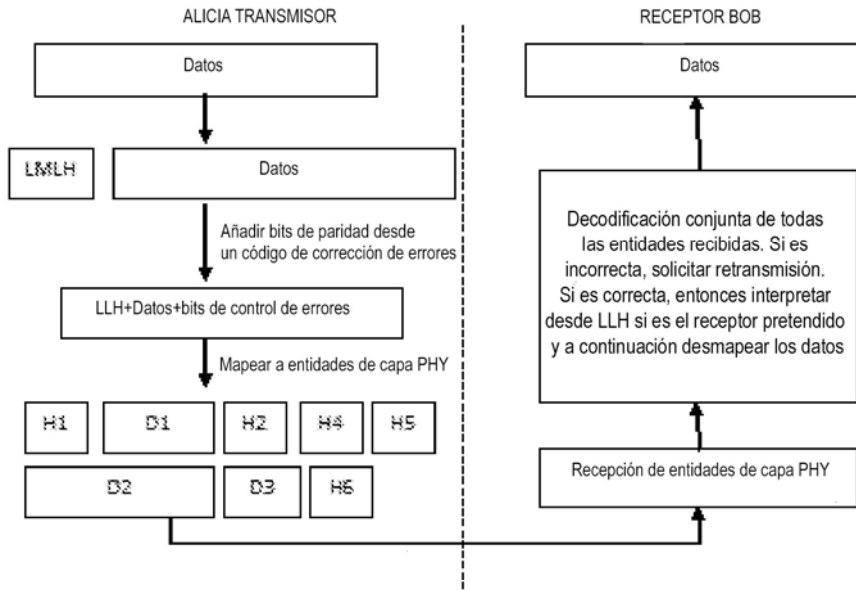 ALICIA TRANSMISOR
Datos
LMLH
Datos
Añadir bits de paridad desde
un código de corrección de errores
LLH+Datos+bits de control de errores
Mapear a entidades de capa PHY
H1
D1
H2
H4
H5
D2
D3
H6
RECEPTOR BOB
Datos
Decodificación conjunta de todas
las entidades recibidas. Si es
incorrecta, solicitar retransmisión.
Si es correcta, entonces interpretar
desde LLH si es el receptor pretendido
y a continuación desmapear los datos
Recepción de entidades de capa PHY